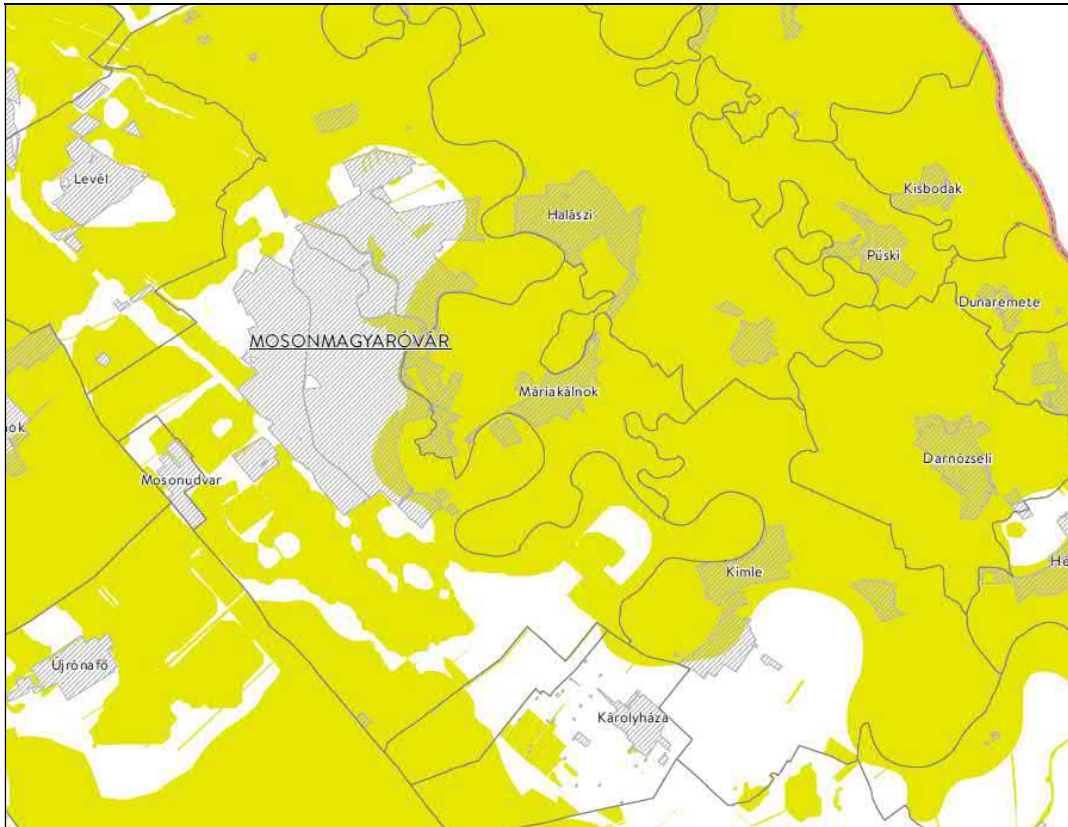 Levél
Kisbodak
Halászi
Püski
Dunaremete
MOSONMAGYARÓVÁR
Máriakálnok
Mosonudvar
Darnózseli
Kimle
Újrónafő
Károlyháza